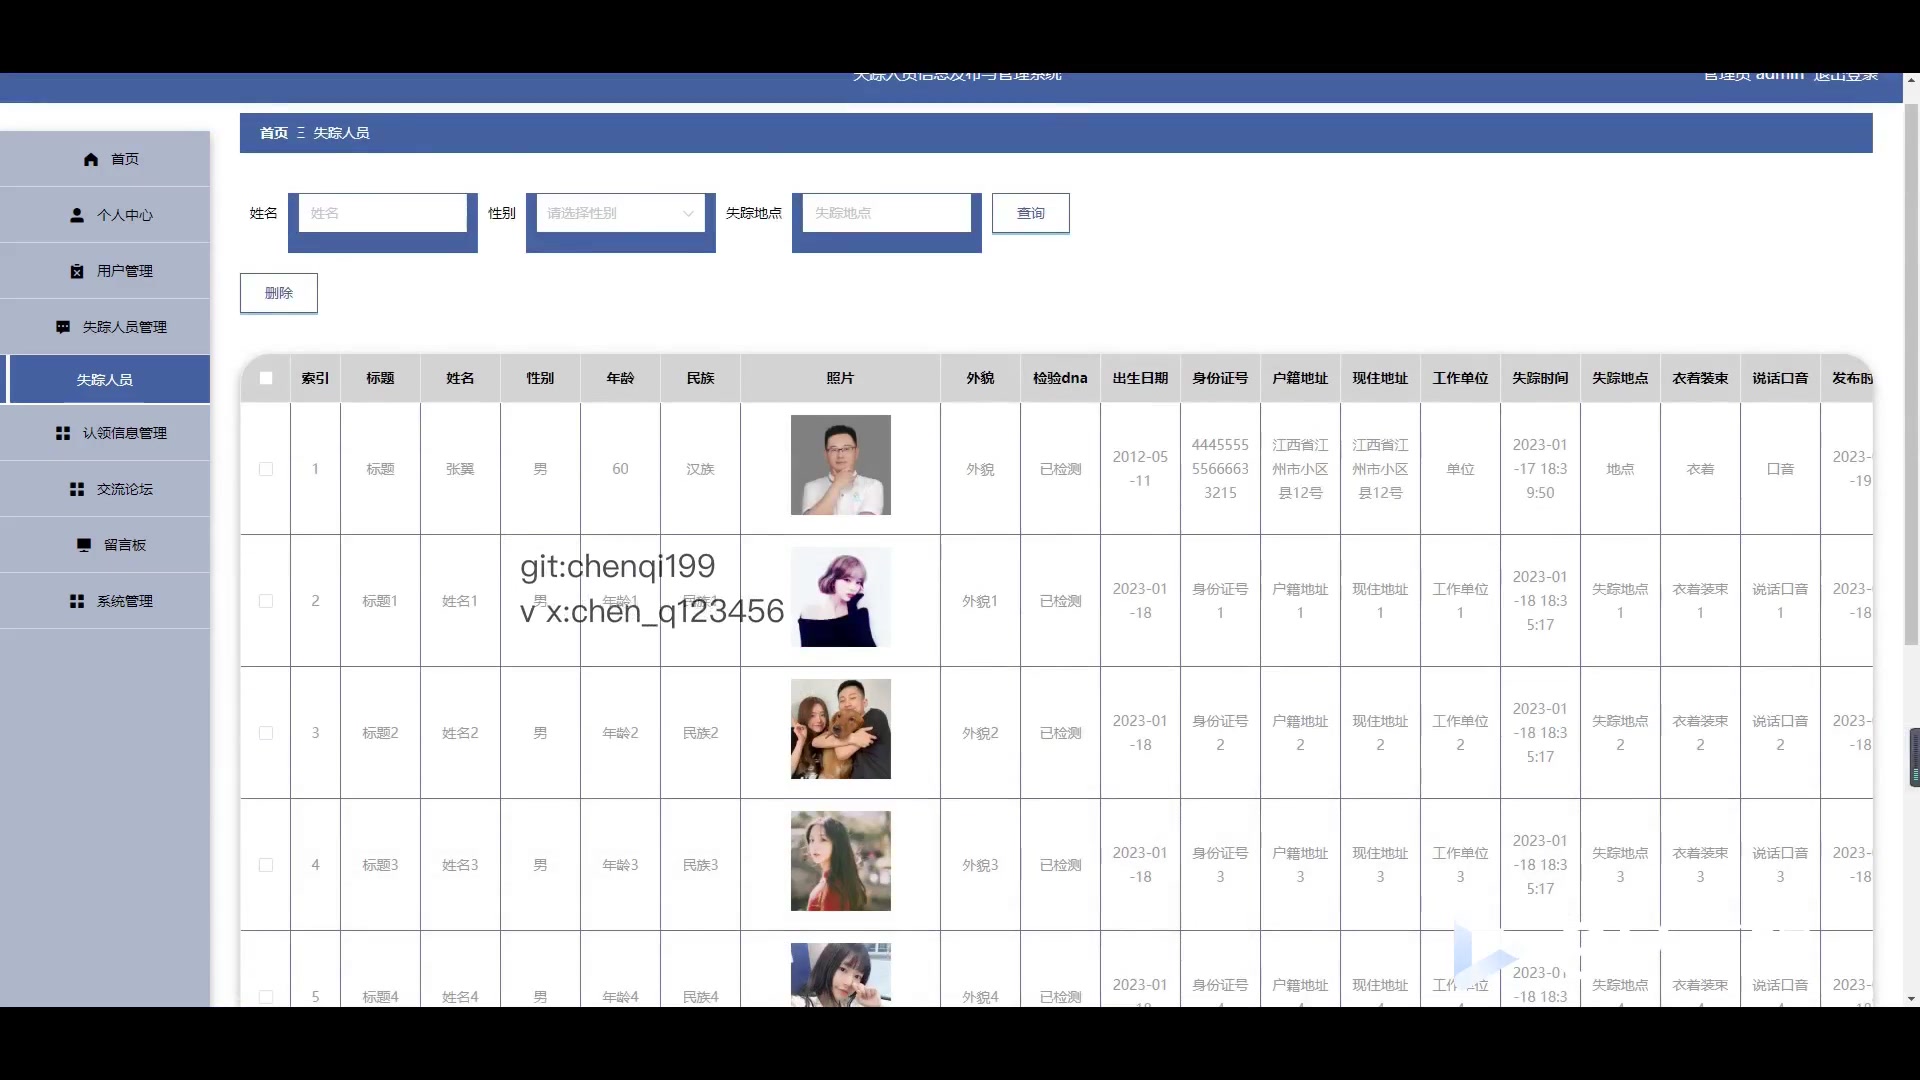 失踪人员信息发布与管理系统
管理员 admin 退出登录
首页 失踪人员
首页
个人中心
用户管理
失踪人员管理
失踪人员
认领信息管理
交流论坛
留言板
系统管理
姓名 姓名 性别 请选择性别 失踪地点 失踪地点 查询
删除
索引 标题 姓名 性别 年龄 民族 照片 外貌 检验dna 出生日期 身份证号 户籍地址 现住地址 工作单位 失踪时间 失踪地点 衣着装束 说话口音 发布时
1 标题 张翼 男 60 汉族 外貌 已检测 2012-05-11 444555555666633215 江西省江州市小区县12号 江西省江州市小区县12号 单位 2023-01-17 18:39:50 地点 衣着 口音 2023-19
git:chenqi199
v x:chen_q123456
2 标题1 姓名1 男 年龄1 民族1 外貌1 已检测 2023-01-18 身份证号1 户籍地址1 现住地址1 工作单位1 2023-01-18 18:35:17 失踪地点1 衣着装束1 说话口音1 2023-18
3 标题2 姓名2 男 年龄2 民族2 外貌2 已检测 2023-01-18 身份证号2 户籍地址2 现住地址2 工作单位2 2023-01-18 18:35:17 失踪地点2 衣着装束2 说话口音2 2023-18
4 标题3 姓名3 男 年龄3 民族3 外貌3 已检测 2023-01-18 身份证号3 户籍地址3 现住地址3 工作单位3 2023-01-18 18:35:17 失踪地点3 衣着装束3 说话口音3 2023-18
5 标题4 姓名4 男 年龄4 民族4 外貌4 已检测 2023-01 身份证号 户籍地址 现住地址 工作单位 2023-01-18 18:3 失踪地点 衣着装束 说话口音 2023-